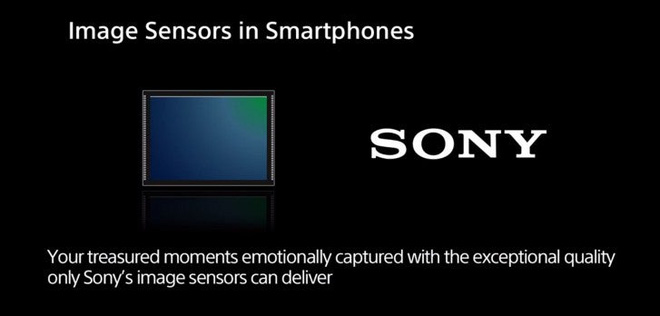 Image Sensors in Smartphones
SONY
Your treasured moments emotionally captured with the exceptional quality
only Sony's image sensors can deliver